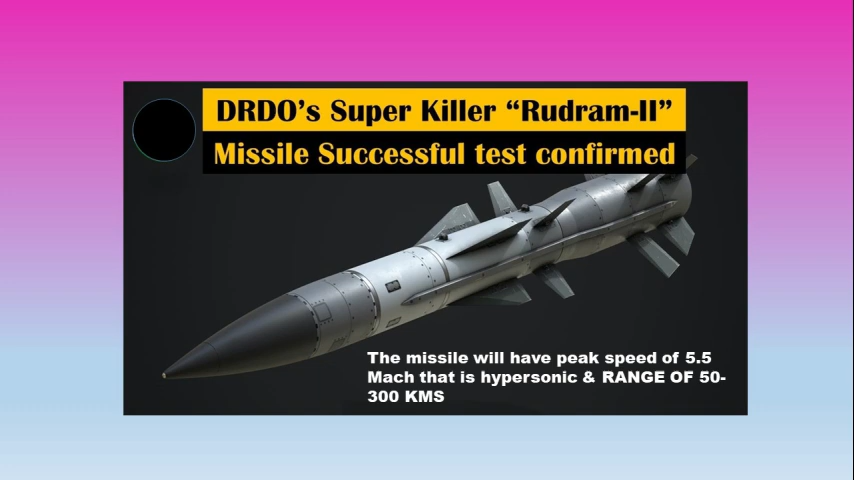 DRDO's Super Killer “Rudram-II”
Missile Successful test confirmed
The missile will have peak speed of 5.5
Mach that is hypersonic & RANGE OF 50-
300 KMS